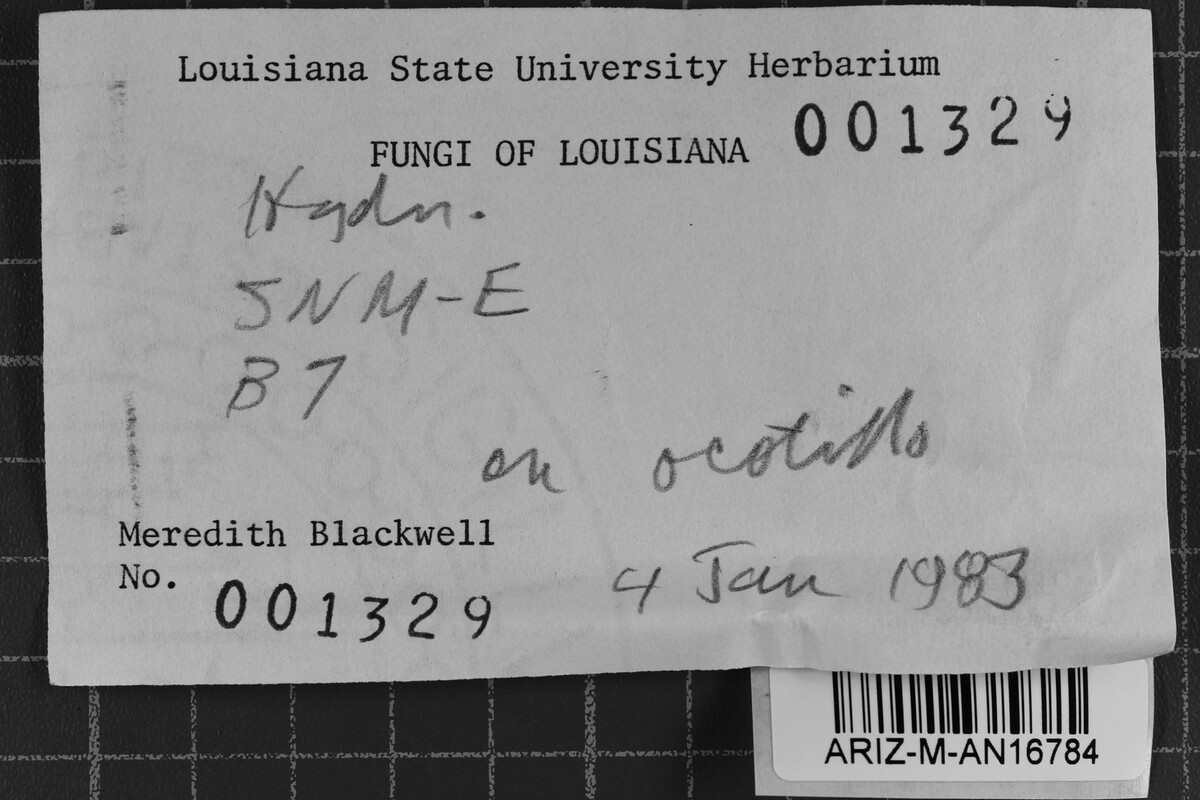 Louisiana State University Herbarium
001329
FUNGI OF LOUISIANA
Hydn.
SNM-E
B7
on ocotillo
Meredith Blackwell
No. 001329
4 Jan 1983
ARIZ-M-AN16784